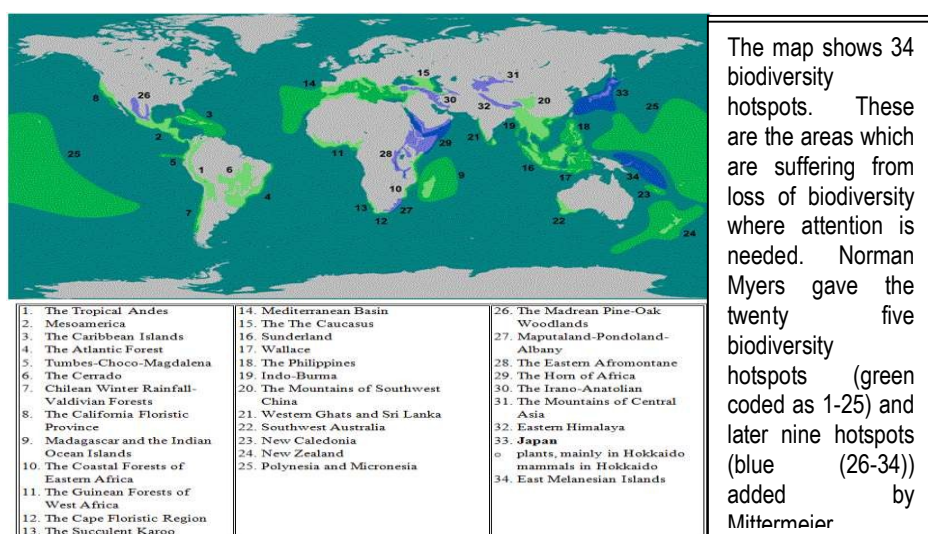 14
15
31
26
8
30
32
20
33
25
3
2
21
19
18
25
5
11
28
29
1
6
9
16
17
34
23
4
10
7
13
12
27
22
24
1. The Tropical Andes
2. Mesoamerica
3. The Caribbean Islands
4. The Atlantic Forest
5. Tumbes-Choco-Magdalena
6. The Cerrado
7. Chilean Winter Rainfall-
Valdivian Forests
8. The California Floristic
Province
9. Madagascar and the Indian
Ocean Islands
10. The Coastal Forests of
Eastern Africa
11. The Guinean Forests of
West Africa
12. The Cape Floristic Region
13. The Succulent Karoo
14. Mediterranean Basin
15. The The Caucasus
16. Sunderland
17. Wallace
18. The Philippines
19. Indo-Burma
20. The Mountains of Southwest
China
21. Western Ghats and Sri Lanka
22. Southwest Australia
23. New Caledonia
24. New Zealand
25. Polynesia and Micronesia
26. The Madrean Pine-Oak
Woodlands
27. Maputaland-Pondoland-
Albany
28. The Eastern Afromontane
29. The Horn of Africa
30. The Irano-Anatolian
31. The Mountains of Central
Asia
32. Eastern Himalaya
33. Japan
o plants, mainly in Hokkaido
mammals in Hokkaido
34. East Melanesian Islands
The map shows 34
biodiversity
hotspots. These
are the areas which
are suffering from
loss of biodiversity
where attention is
needed. Norman
Myers gave the
twenty five
biodiversity
hotspots (green
coded as 1-25) and
later nine hotspots
(blue (26-34))
added by
Mittermeier